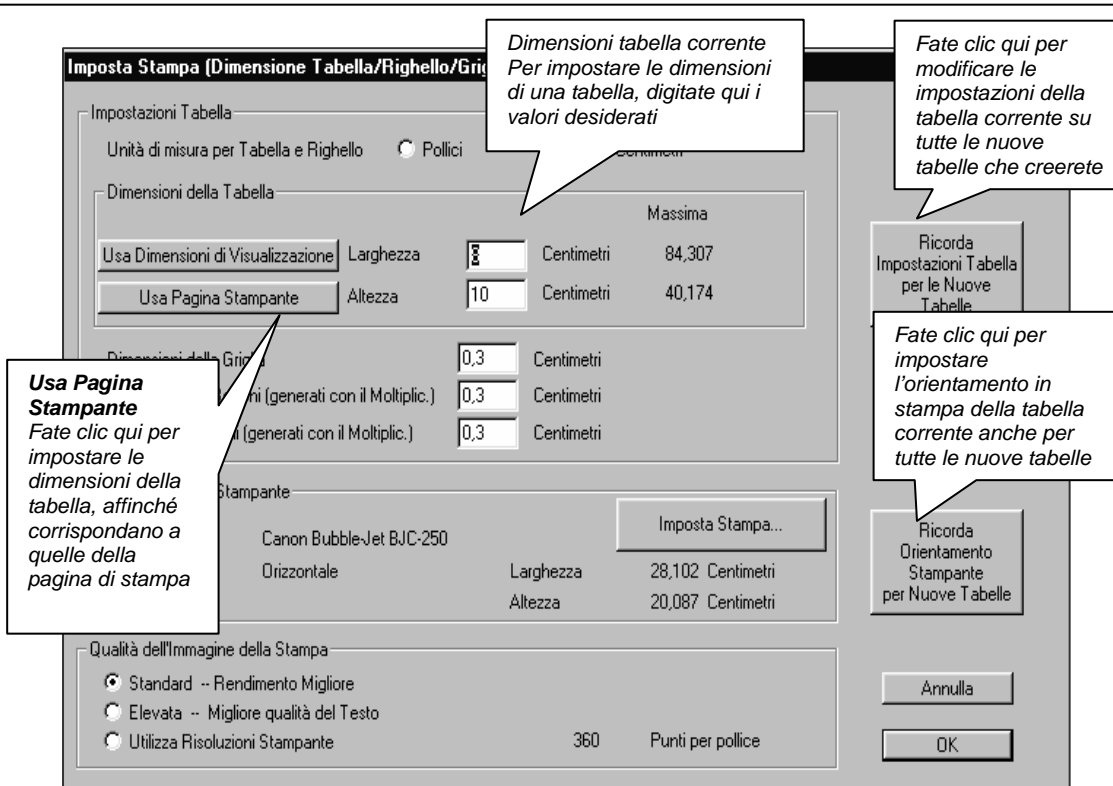 Imposta Stampa (Dimensione Tabella/Righello/Grig
Dimensioni tabella corrente
Per impostare le dimensioni
di una tabella, digitate qui i
valori desiderati
Fate clic qui per
modificare le
impostazioni della
tabella corrente su
tutte le nuove
tabelle che creerete
Impostazioni Tabella
Unità di misura per Tabella e Righello Pollici Centimetri
Dimensioni della Tabella
Massima
Usa Dimensioni di Visualizzazione Larghezza Centimetri 84,307
Usa Pagina Stampante Altezza 10 Centimetri 40,174
Ricorda
Impostazioni Tabella
per le Nuove
Tabelle
Dimensioni della Griglia 0,3 Centimetri
ni (generati con il Moltiplic.) 0,3 Centimetri
i (generati con il Moltiplic.) 0,3 Centimetri
Usa Pagina
Stampante
Fate clic qui per
impostare le
dimensioni della
tabella, affinché
corrispondano a
quelle della
pagina di stampa
Fate clic qui per
impostare
l'orientamento in
stampa della tabella
corrente anche per
tutte le nuove tabelle
Stampante
Canon Bubble-Jet BJC-250
Imposta Stampa...
Orizzontale Larghezza 28,102 Centimetri
Altezza 20,087 Centimetri
Ricorda
Orientamento
Stampante
per Nuove Tabelle
Qualità dell'Immagine della Stampa
Standard -- Rendimento Migliore
Elevata -- Migliore qualità del Testo
Utilizza Risoluzioni Stampante 360 Punti per pollice
Annulla
OK